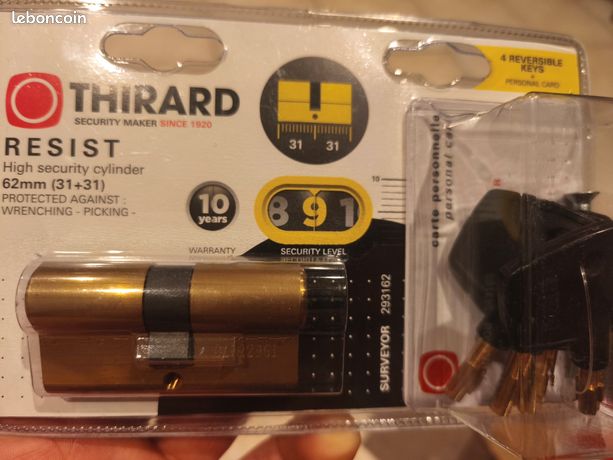 leboncoin
THIRARD
SECURITY MAKER SINCE 1920
RESIST
High security cylinder
62mm (31+31)
PROTECTED AGAINST :
WRENCHING - PICKING -
31 31
4 REVERSIBLE
KEYS
+
PERSONAL CARD
10
years
WARRANTY
8 9 1
SECURITY LEVEL
10
carte personnelle
personal
SURVEYOR 293162